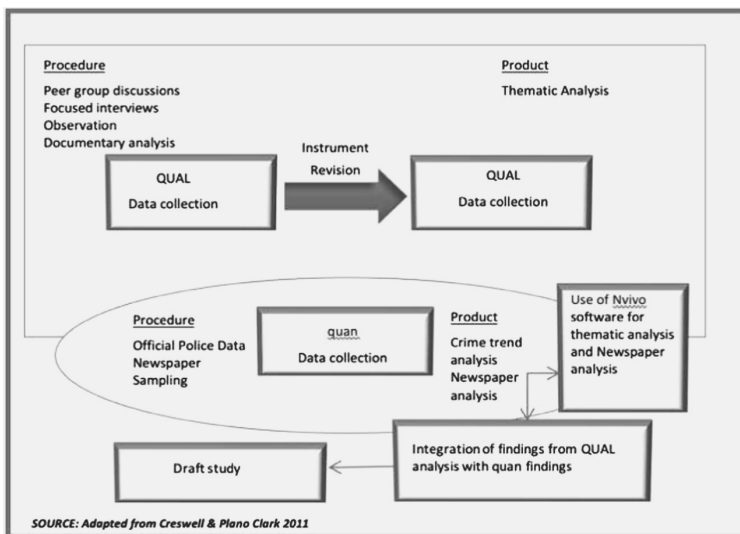 Procedure
Peer group discussions
Focused interviews
Observation
Documentary analysis
Product
Thematic Analysis
Instrument
Revision
QUAL
Data collection
QUAL
Data collection
Procedure
Official Police Data
Newspaper
Sampling
quan
Data collection
Product
Crime trend
analysis
Newspaper
analysis
Use of Nvivo
software for
thematic analysis
and Newspaper
analysis
Integration of findings from QUAL
analysis with quan findings
Draft study
SOURCE: Adapted from Creswell & Plano Clark 2011